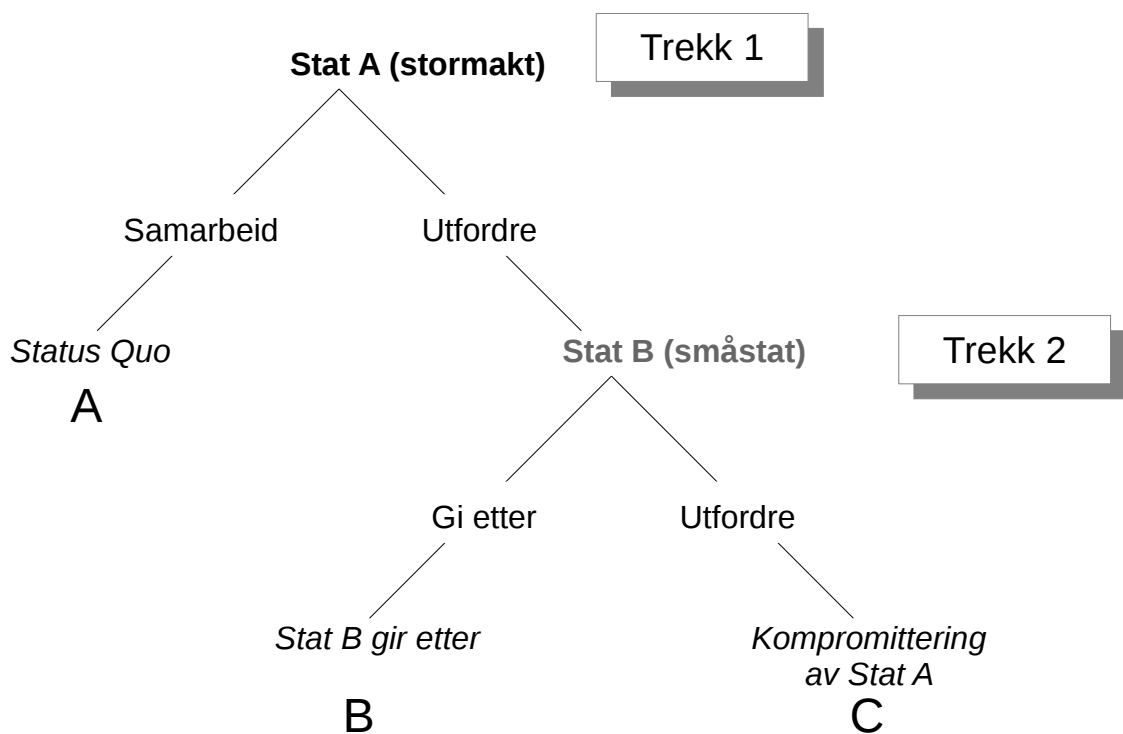 Stat A (stormakt)
Trekk 1
Samarbeid
Utfordre
Status Quo
A
Stat B (småstat)
Trekk 2
Gi etter
Utfordre
Stat B gir etter
B
Kompromittering
av Stat A
C